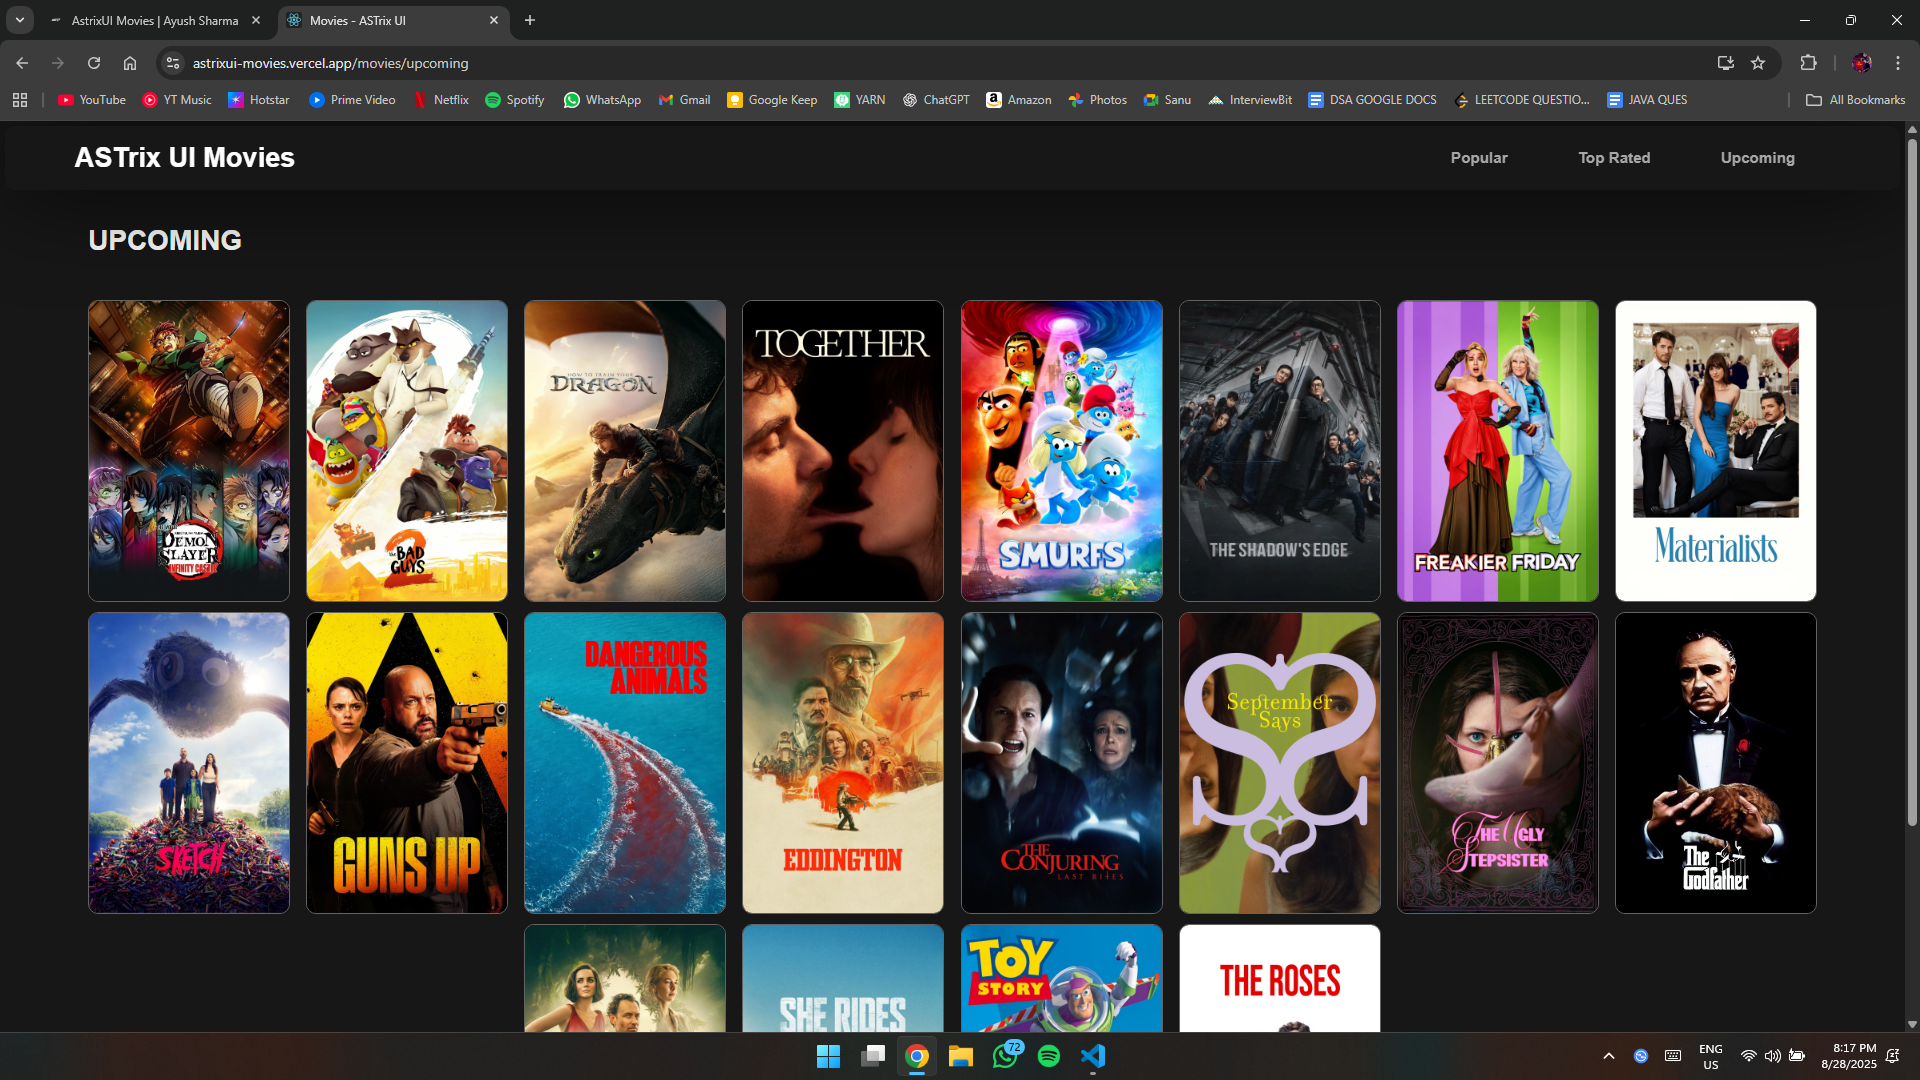 AstrixUI Movies | Ayush Sharma
Movies - ASTrix UI
astrixui-movies.vercel.app/movies/upcoming
YouTube
YT Music
Hotstar
Prime Video
Netflix
Spotify
WhatsApp
Gmail
Google Keep
YARN
ChatGPT
Amazon
Photos
Sanu
InterviewBit
DSA GOOGLE DOCS
LEETCODE QUESTIO...
JAVA QUES
All Bookmarks
ASTrix UI Movies
Popular
Top Rated
Upcoming
UPCOMING
DEMON
SLAYER
INFINITY CASTLE
THE BAD
GUYS
2
HOW TO TRAIN YOUR
DRAGON
TOGETHER
SMURFS
THE SHADOW'S EDGE
FREAKIER FRIDAY
Materialists
SKETCH
GUNS UP
DANGEROUS
ANIMALS
EDDINGTON
THE
CONJURING
LAST RITES
September
Says
THE UGLY
STEPSISTER
The
Godfather
SHE RIDES
TOY
STORY
THE ROSES
72
ENG
US
8:17 PM
8/28/2025